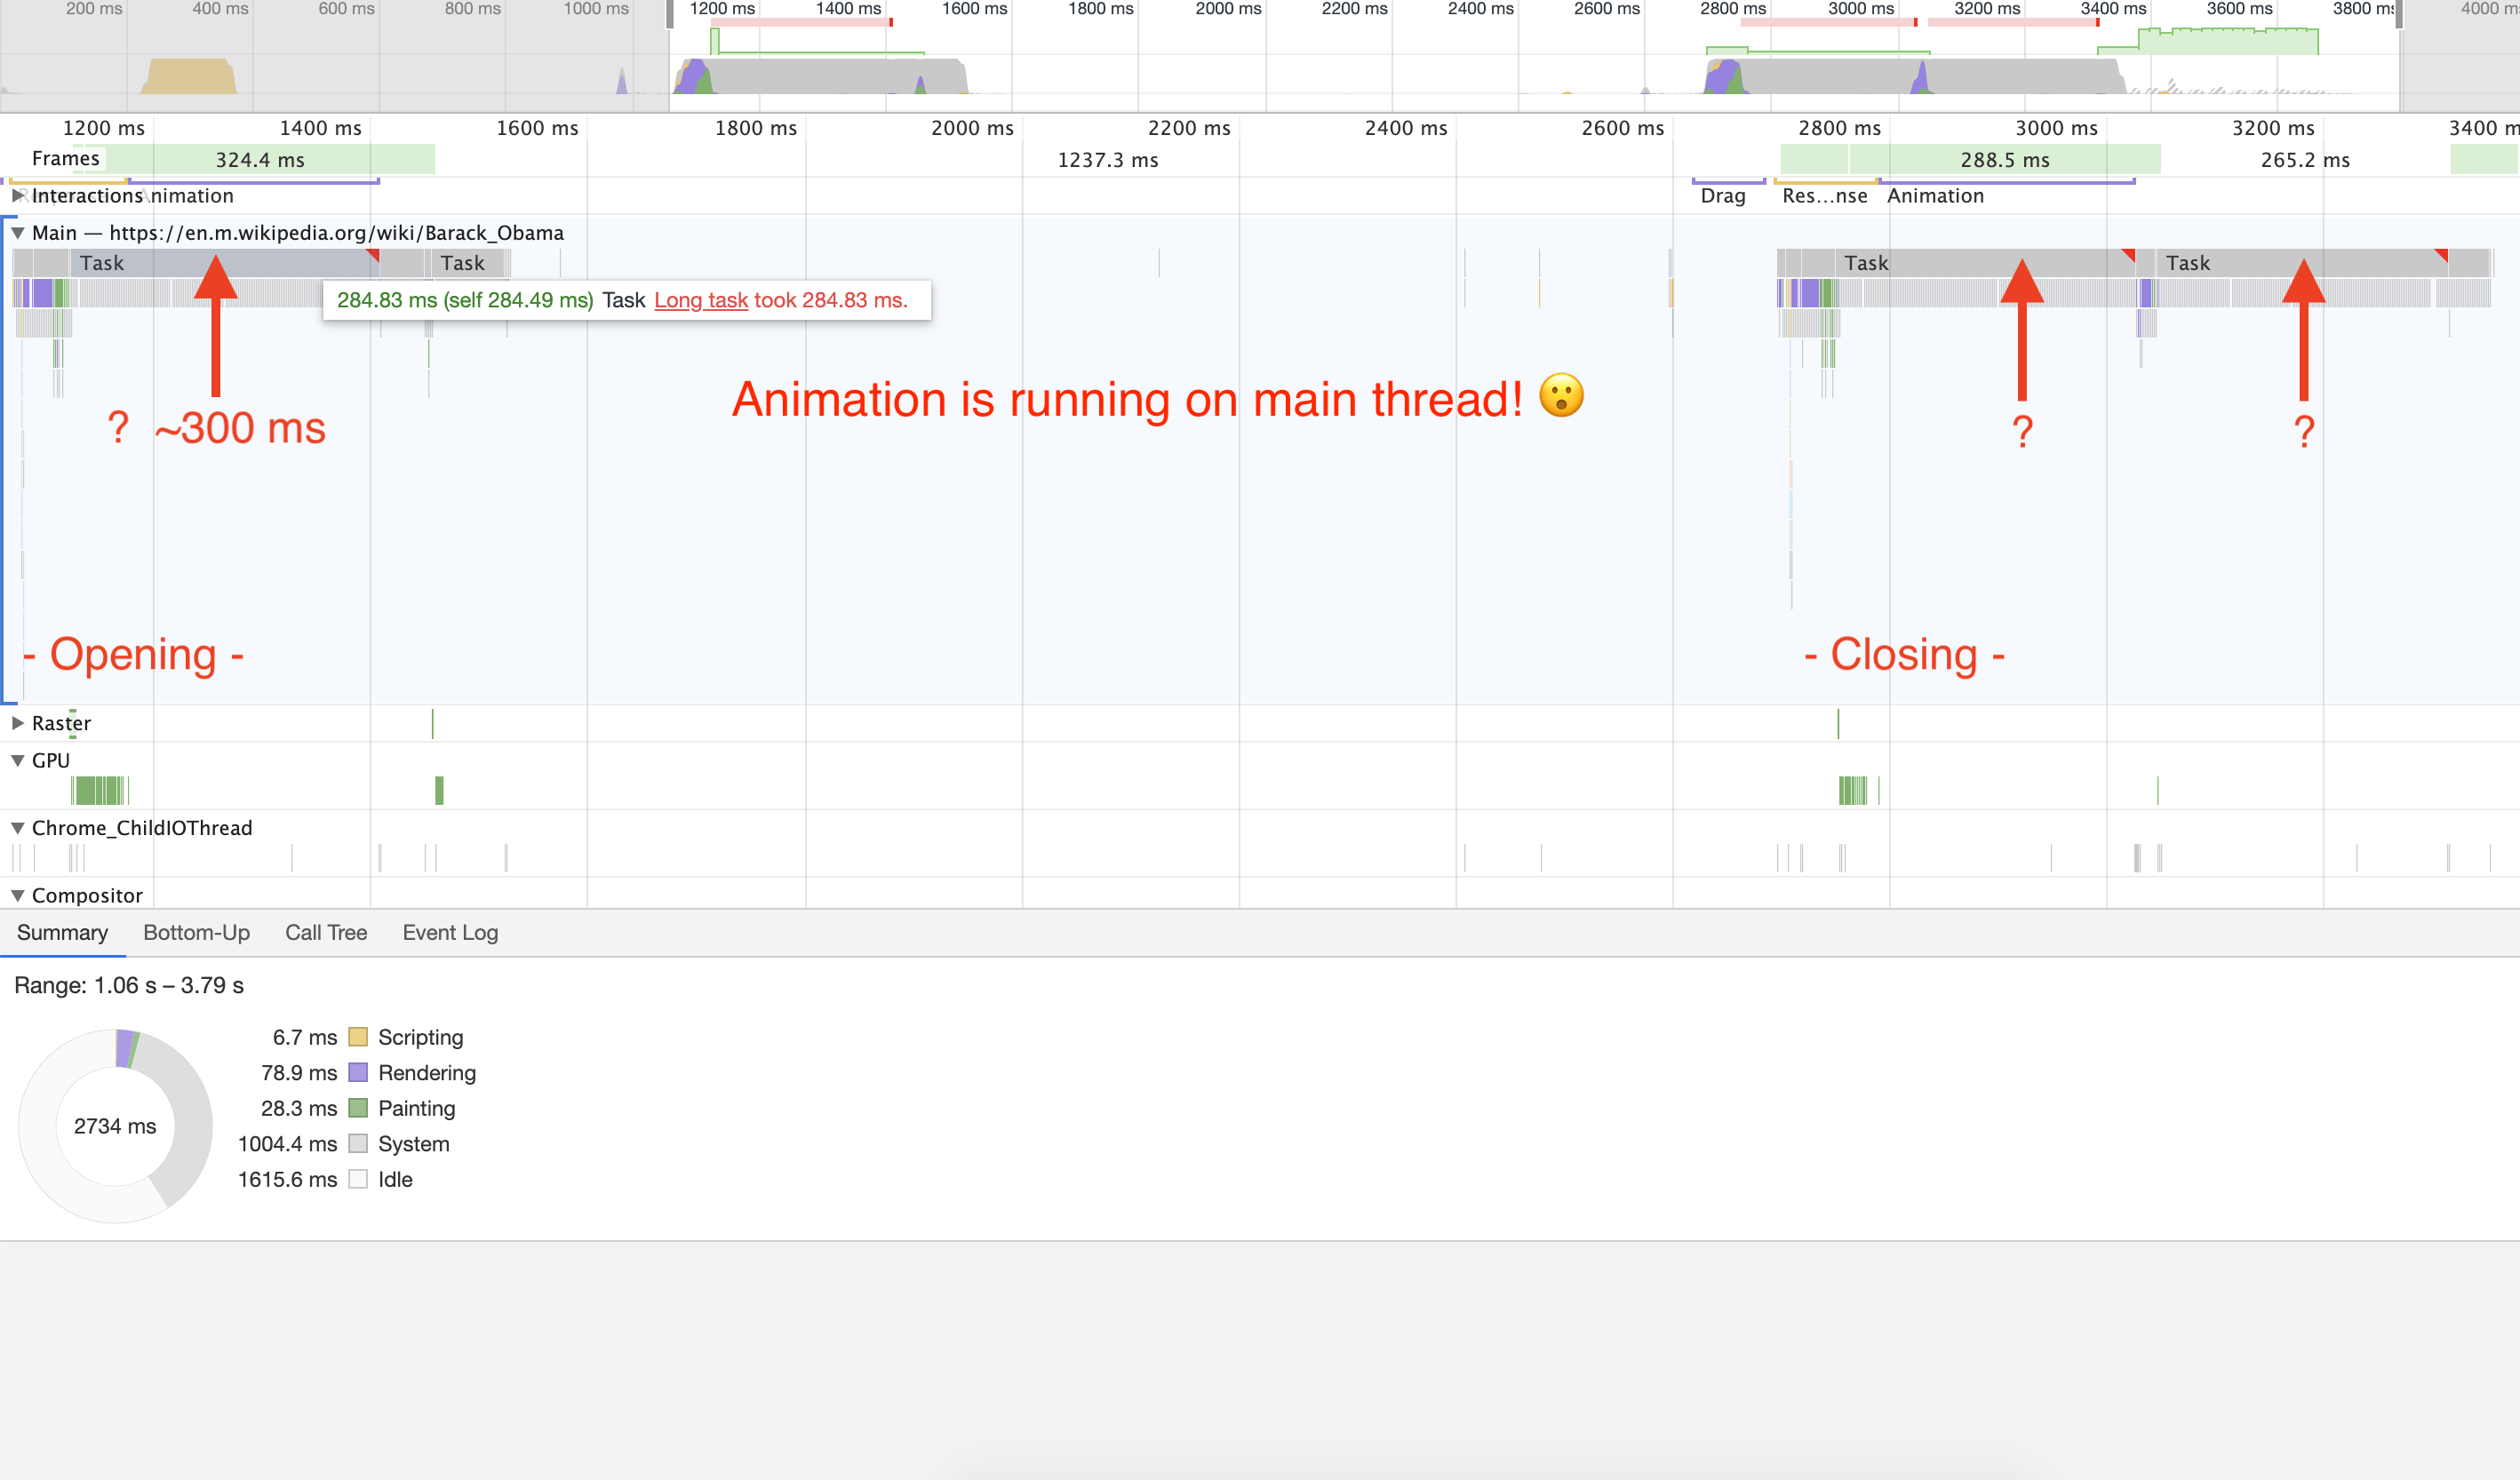 200 ms 400 ms 600 ms 800 ms 1000 ms 1200 ms 1400 ms 1600 ms 1800 ms 2000 ms 2200 ms 2400 ms 2600 ms 2800 ms 3000 ms 3200 ms 3400 ms 3600 ms 3800 ms 4000 m
1200 ms 1400 ms 1600 ms 1800 ms 2000 ms 2200 ms 2400 ms 2600 ms 2800 ms 3000 ms 3200 ms 3400 m
Frames 324.4 ms 1237.3 ms 288.5 ms 265.2 ms
Interactions nimation Drag Res…nse Animation
Main — https://en.m.wikipedia.org/wiki/Barack_Obama
Task Task Task Task
284.83 ms (self 284.49 ms) Task Long task took 284.83 ms.
Animation is running on main thread! 😮
? ~300 ms ? ?
- Opening - - Closing -
Raster
GPU
Chrome_ChildIOThread
Compositor
Summary Bottom-Up Call Tree Event Log
Range: 1.06 s – 3.79 s
6.7 ms Scripting
78.9 ms Rendering
28.3 ms Painting
2734 ms
1004.4 ms System
1615.6 ms Idle